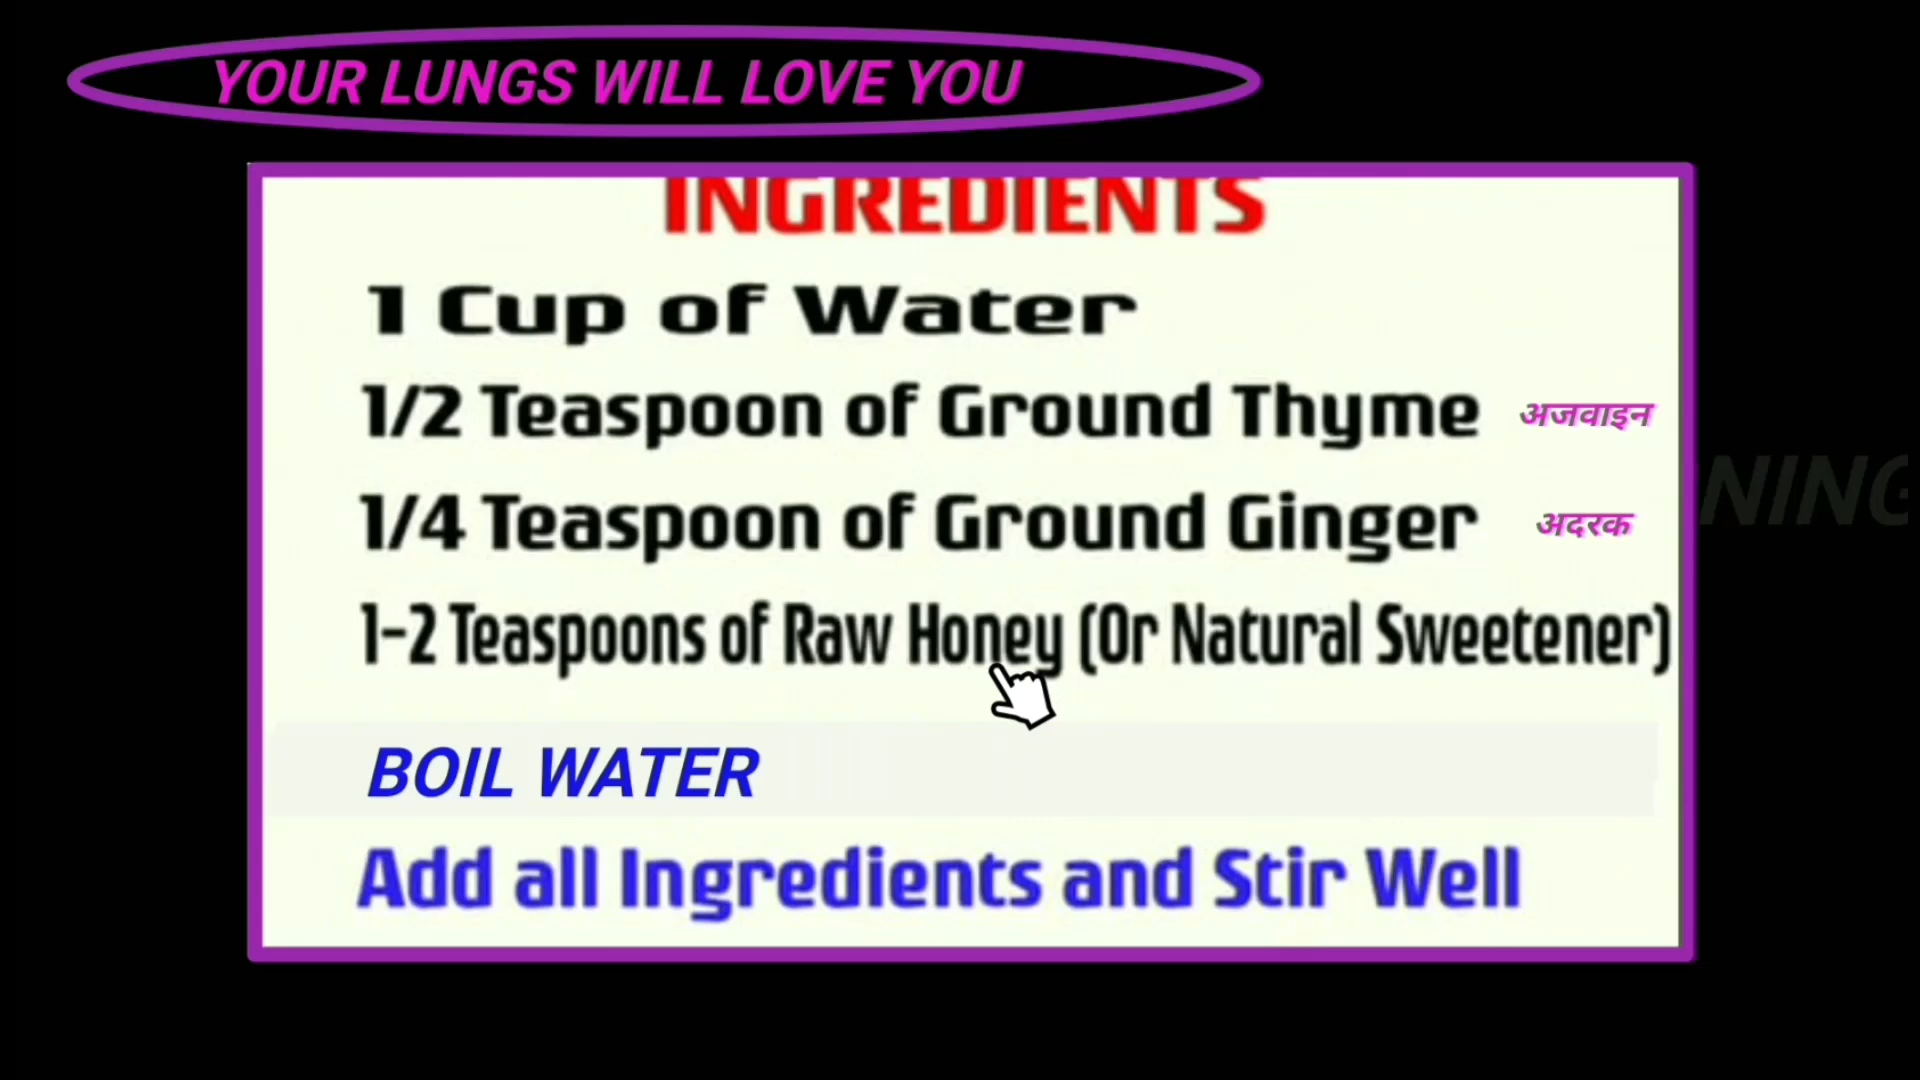 YOUR LUNGS WILL LOVE YOU
INGREDIENTS
1 Cup of Water
1/2 Teaspoon of Ground Thyme अजवाइन
1/4 Teaspoon of Ground Ginger अदरक
1-2 Teaspoons of Raw Honey (Or Natural Sweetener)
BOIL WATER
Add all Ingredients and Stir Well